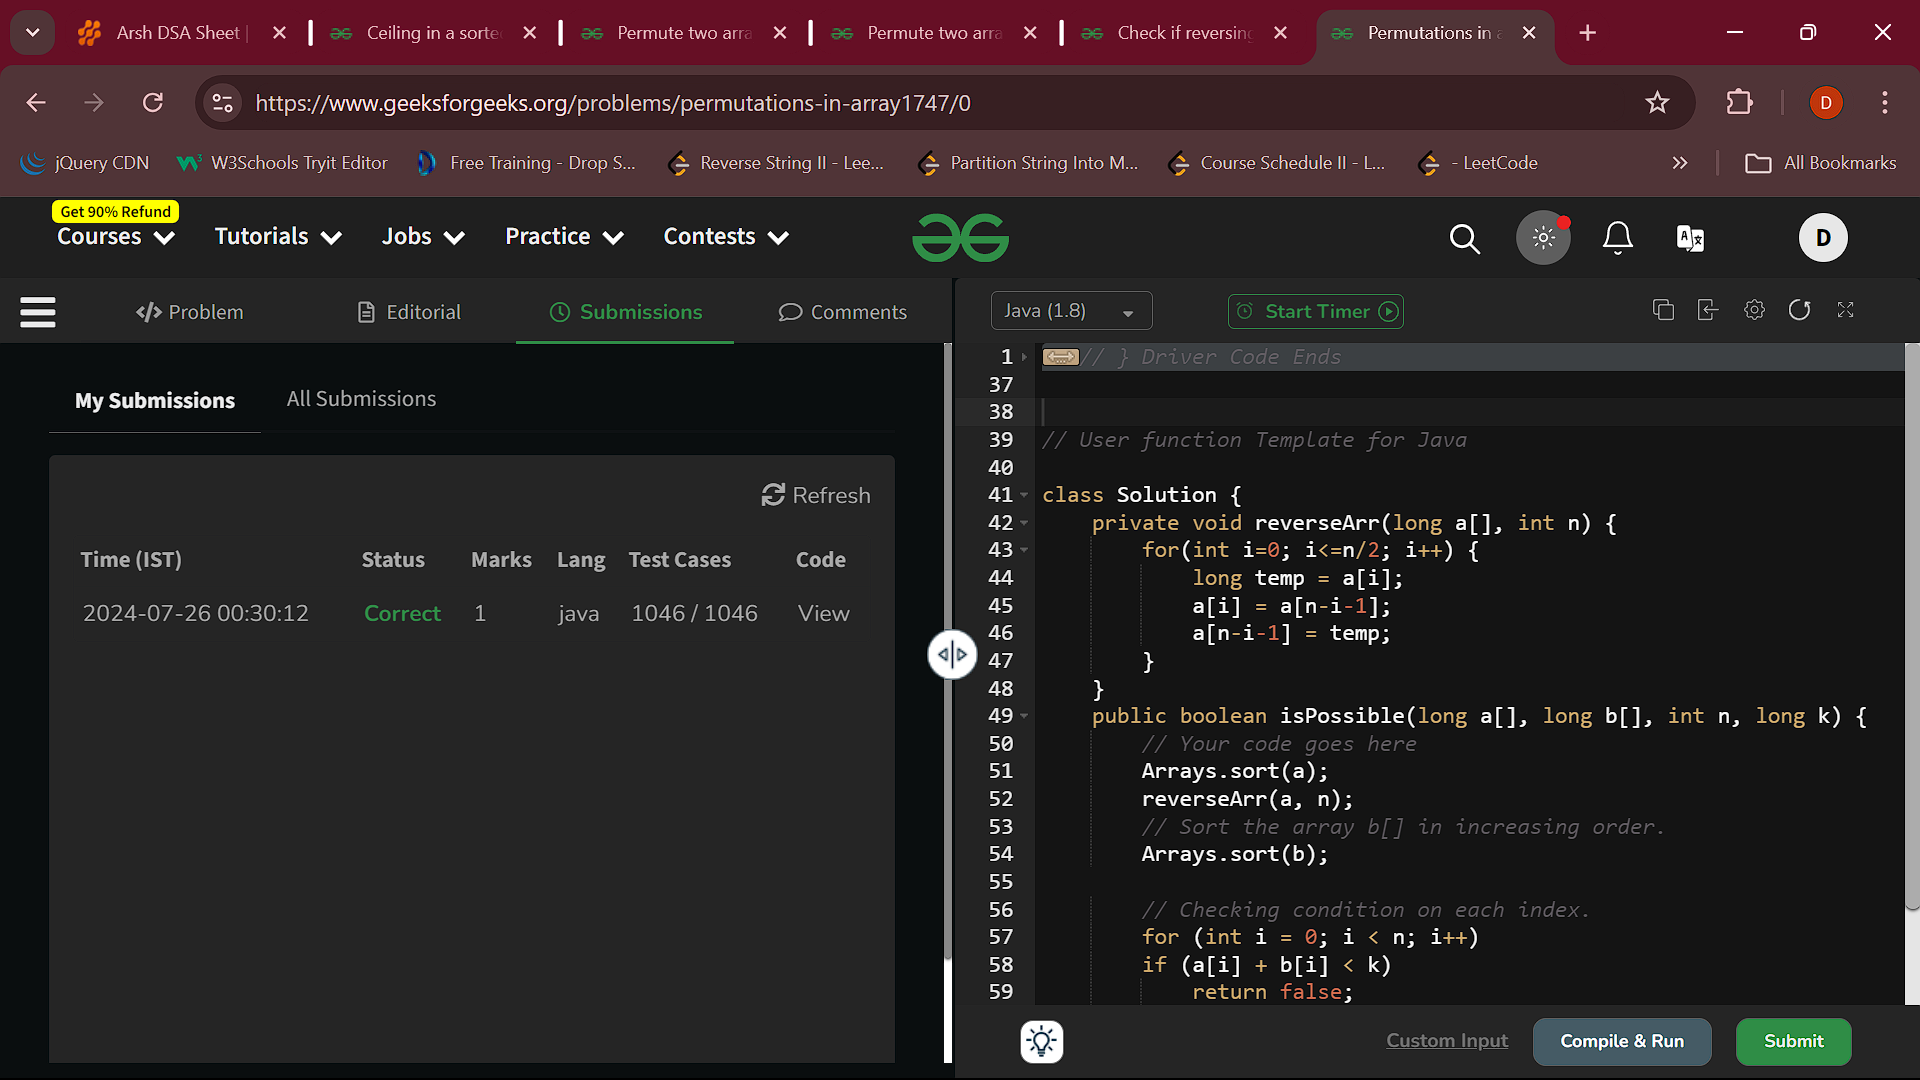 Arsh DSA Sheet
Ceiling in a sorte
Permute two arra
Permute two arra
Check if reversing
Permutations in a
https://www.geeksforgeeks.org/problems/permutations-in-array1747/0
D
jQuery CDN
W3Schools Tryit Editor
Free Training - Drop S...
Reverse String II - Lee...
Partition String Into M...
Course Schedule II - L...
- LeetCode
All Bookmarks
Get 90% Refund
Courses
Tutorials
Jobs
Practice
Contests
D
Problem
Editorial
Submissions
Comments
Java (1.8)
Start Timer
My Submissions
All Submissions
Refresh
Time (IST) Status Marks Lang Test Cases Code
2024-07-26 00:30:12 Correct 1 java 1046 / 1046 View
1 // } Driver Code Ends
37
38
39 // User function Template for Java
40
41 class Solution {
42 private void reverseArr(long a[], int n) {
43 for(int i=0; i<=n/2; i++) {
44 long temp = a[i];
45 a[i] = a[n-i-1];
46 a[n-i-1] = temp;
47 }
48 }
49 public boolean isPossible(long a[], long b[], int n, long k) {
50 // Your code goes here
51 Arrays.sort(a);
52 reverseArr(a, n);
53 // Sort the array b[] in increasing order.
54 Arrays.sort(b);
55
56 // Checking condition on each index.
57 for (int i = 0; i < n; i++)
58 if (a[i] + b[i] < k)
59 return false;
Custom Input
Compile & Run
Submit